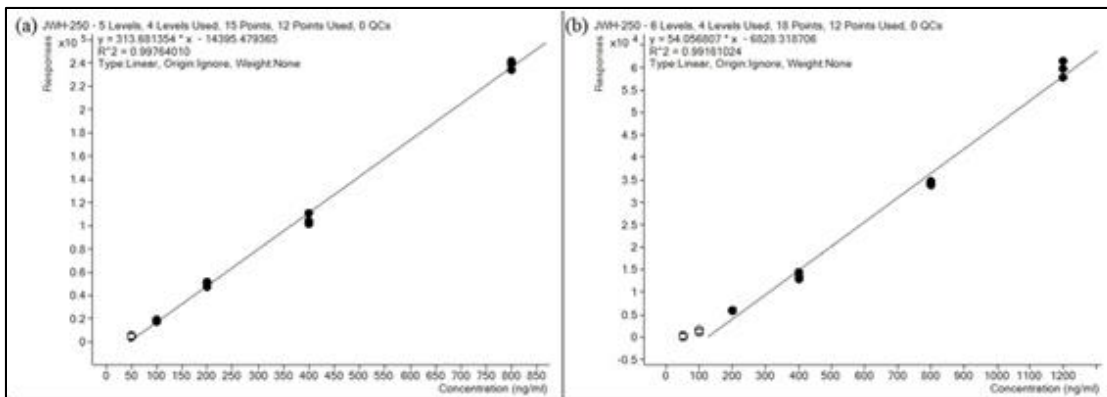 (a) JWH-250 - 5 Levels, 4 Levels Used, 15 Points, 12 Points Used, 0 QCs
x10 5
y = 313.681354 * x - 14395.479365
R^2 = 0.99764010
Type:Linear, Origin:Ignore, Weight:None
Responses
2.4
2.2
2
1.8
1.6
1.4
1.2
1
0.8
0.6
0.4
0.2
0
0 50 100 150 200 250 300 350 400 450 500 550 600 650 700 750 800 850
Concentration (ng/ml)
(b) JWH-250 - 6 Levels, 4 Levels Used, 18 Points, 12 Points Used, 0 QCs
x10 4
y = 54.056807 * x - 6828.318706
R^2 = 0.99161024
Type:Linear, Origin:Ignore, Weight:None
Responses
6
5.5
5
4.5
4
3.5
3
2.5
2
1.5
1
0.5
0
-0.5
0 100 200 300 400 500 600 700 800 900 1000 1100 1200
Concentration (ng/ml)